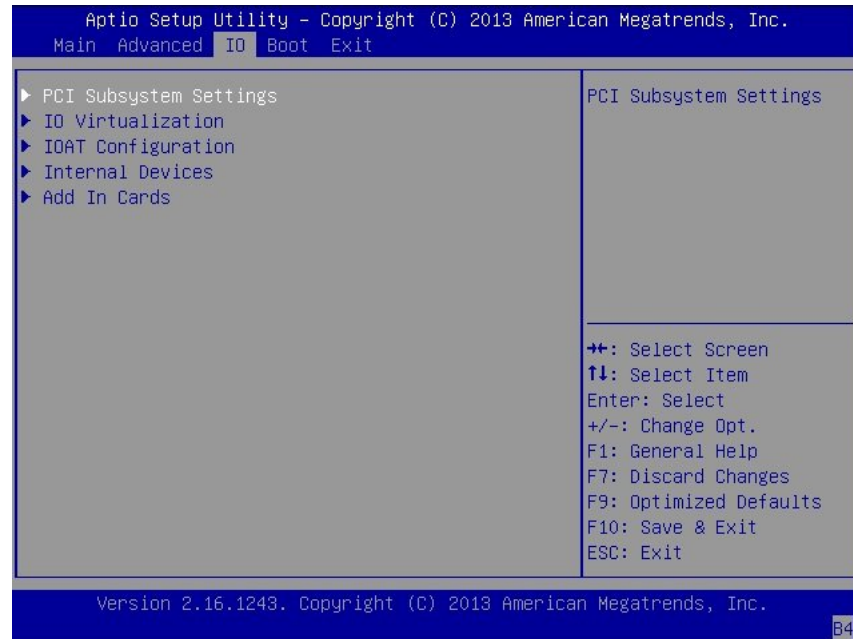 Aptio Setup Utility – Copyright (C) 2013 American Megatrends, Inc.
Main Advanced IO Boot Exit
▶ PCI Subsystem Settings
▶ IO Virtualization
▶ IOAT Configuration
▶ Internal Devices
▶ Add In Cards
PCI Subsystem Settings
→←: Select Screen
↑↓: Select Item
Enter: Select
+/-: Change Opt.
F1: General Help
F7: Discard Changes
F9: Optimized Defaults
F10: Save & Exit
ESC: Exit
Version 2.16.1243. Copyright (C) 2013 American Megatrends, Inc.
B4